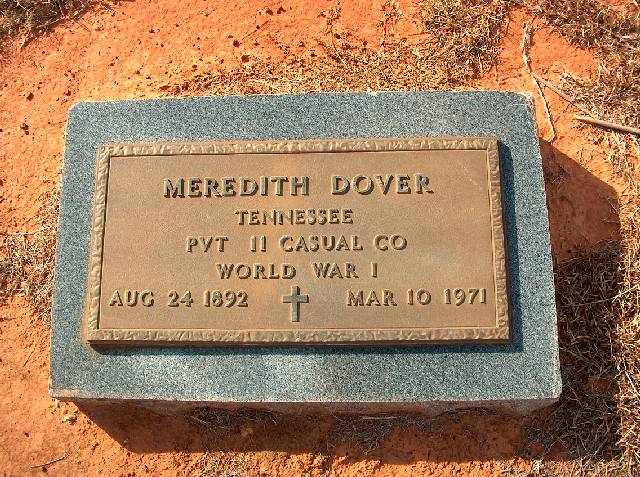 MEREDITH DOVER
TENNESSEE
PVT 11 CASUAL CO
WORLD WAR I
AUG 24 1892 MAR 10 1971